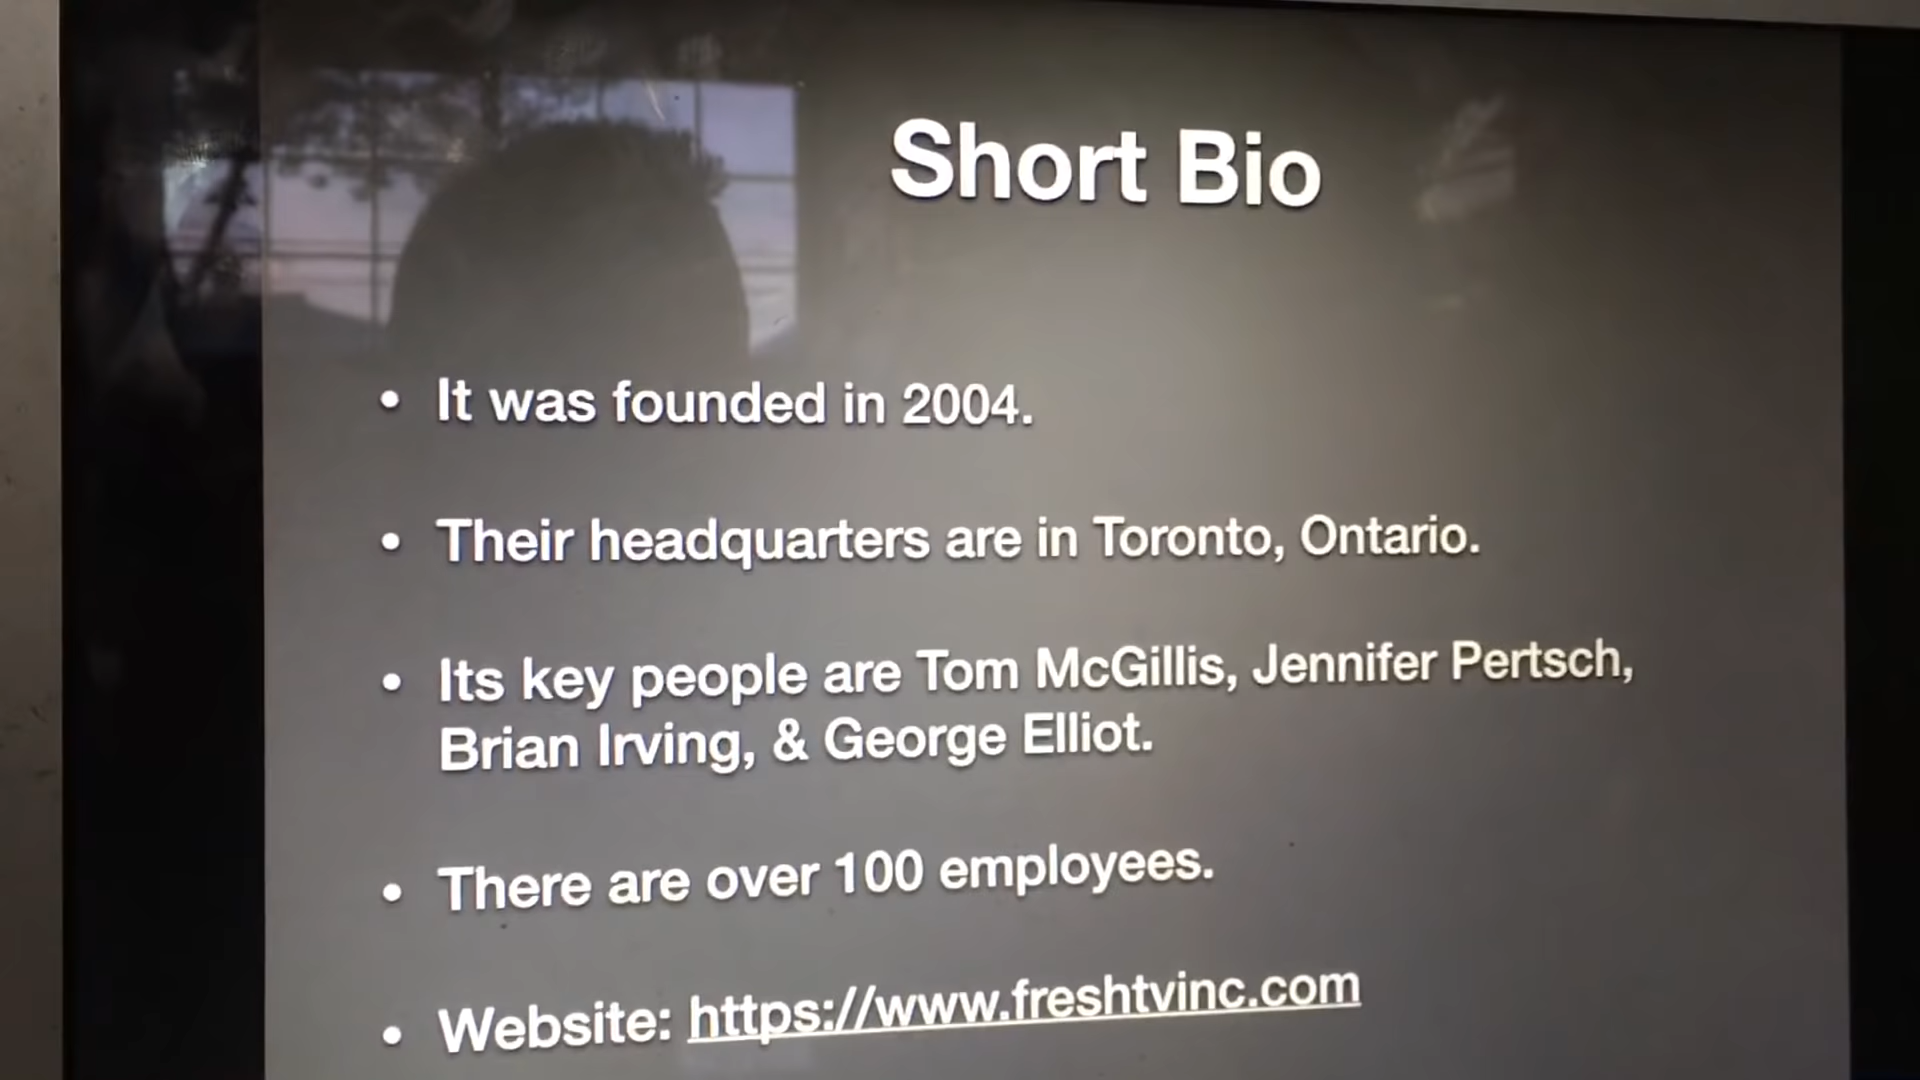 Short Bio
• It was founded in 2004.
• Their headquarters are in Toronto, Ontario.
• Its key people are Tom McGillis, Jennifer Pertsch,
Brian Irving, & George Elliot.
• There are over 100 employees.
• Website: https://www.freshtvinc.com